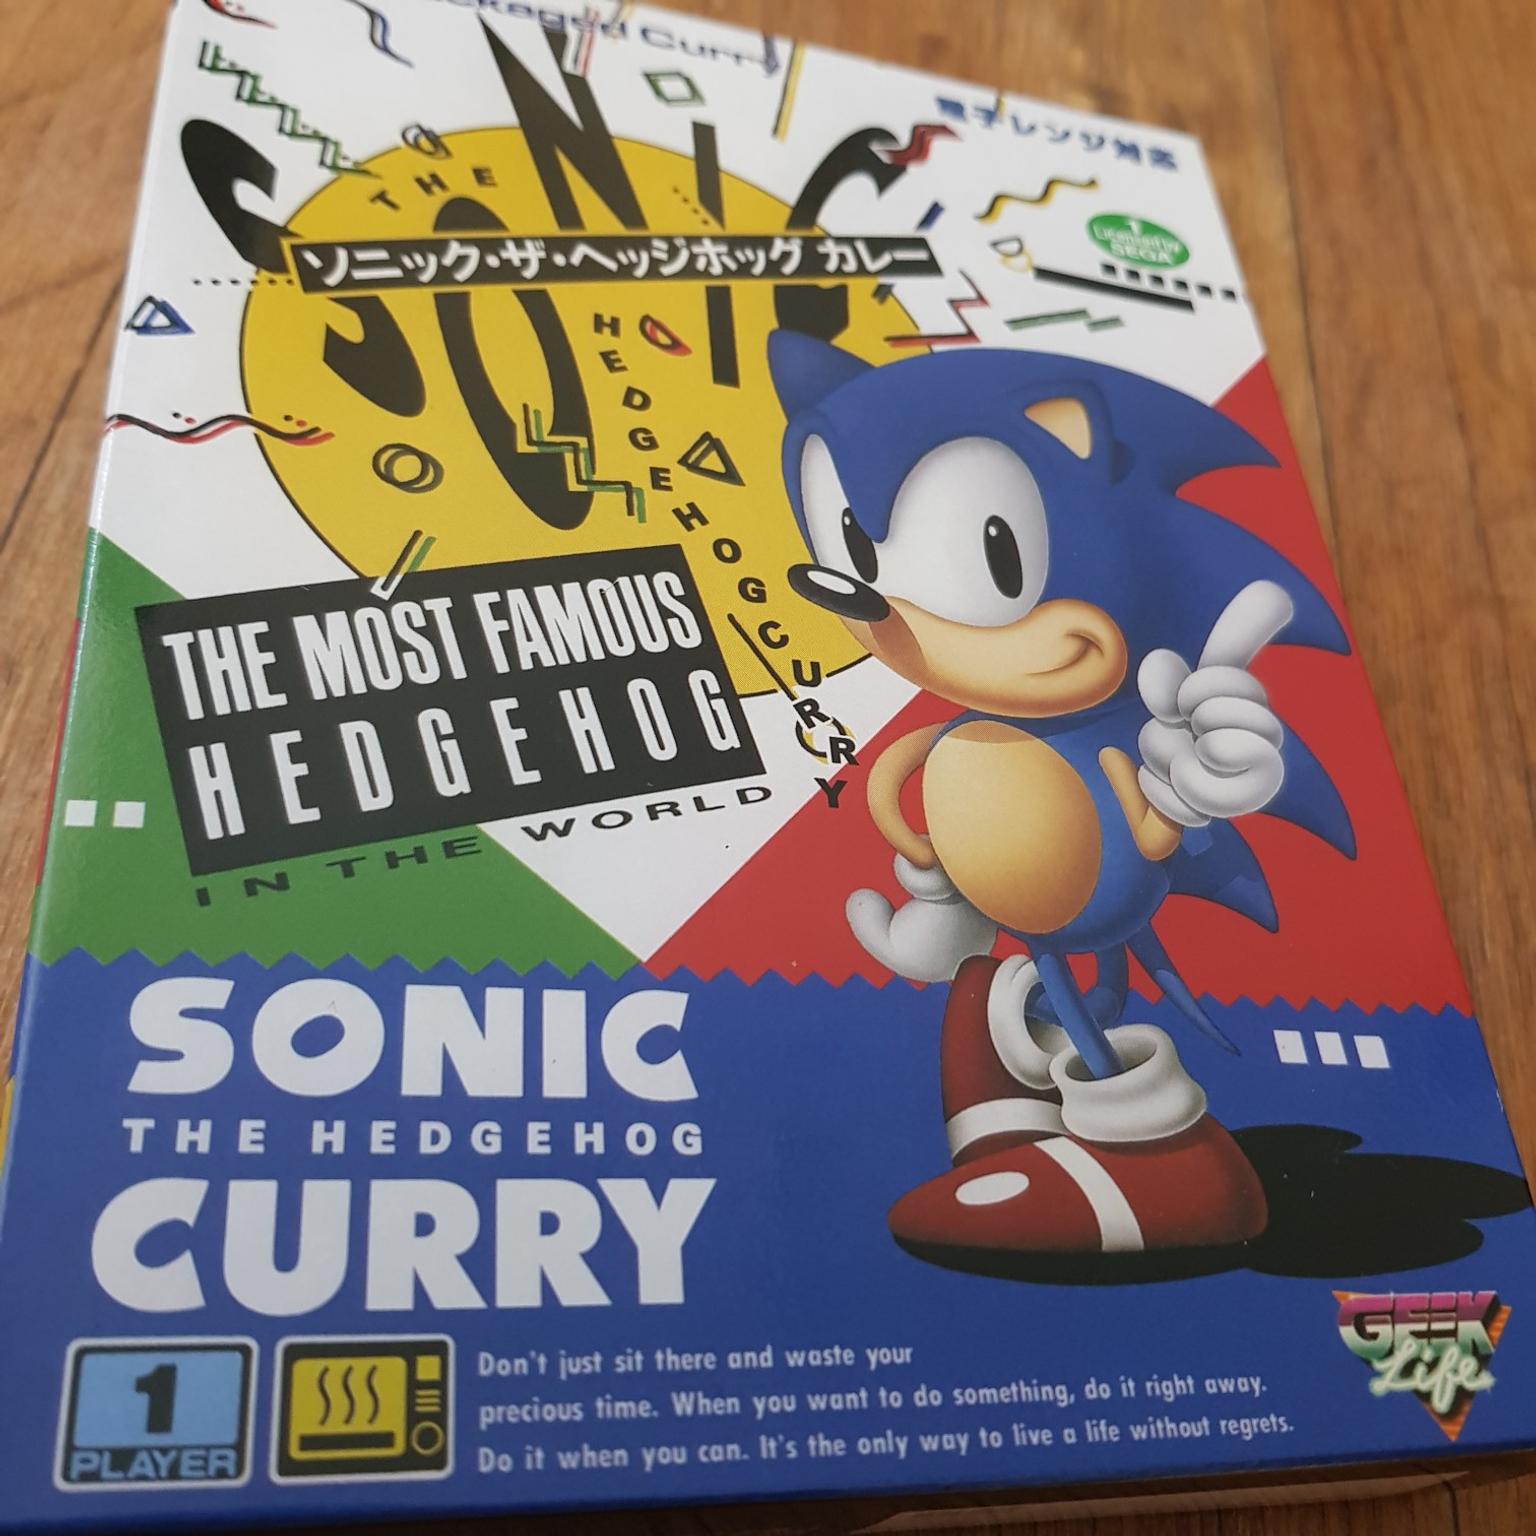 Packaged Curry
電子レンジ対応
THE
SONIC
ソニック・ザ・ヘッジホッグ カレー
1
Licensed by
SEGA
HEDGEHOG CURRY
THE MOST FAMOUS
HEDGEHOG
IN THE WORLD
SONIC
THE HEDGEHOG
CURRY
1
PLAYER
Don't just sit there and waste your
precious time. When you want to do something, do it right away.
Do it when you can. It's the only way to live a life without regrets.
GEEK
Life